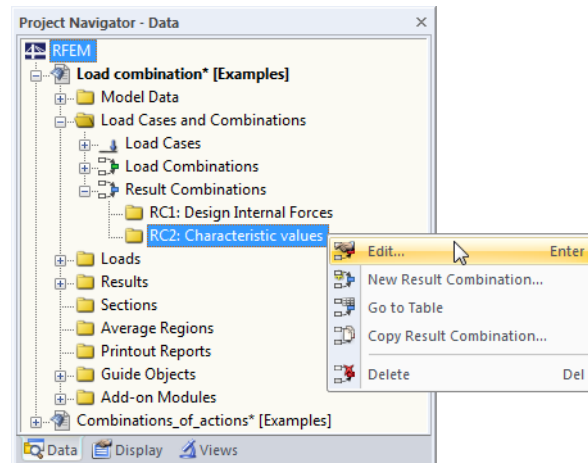 Project Navigator - Data
RFEM
Load combination* [Examples]
Model Data
Load Cases and Combinations
Load Cases
Load Combinations
Result Combinations
RC1: Design Internal Forces
RC2: Characteristic values
Edit... Enter
Loads
New Result Combination...
Results
Go to Table
Sections
Average Regions
Copy Result Combination...
Printout Reports
Guide Objects
Delete Del
Add-on Modules
Combinations_of_actions* [Examples]
Data Display Views